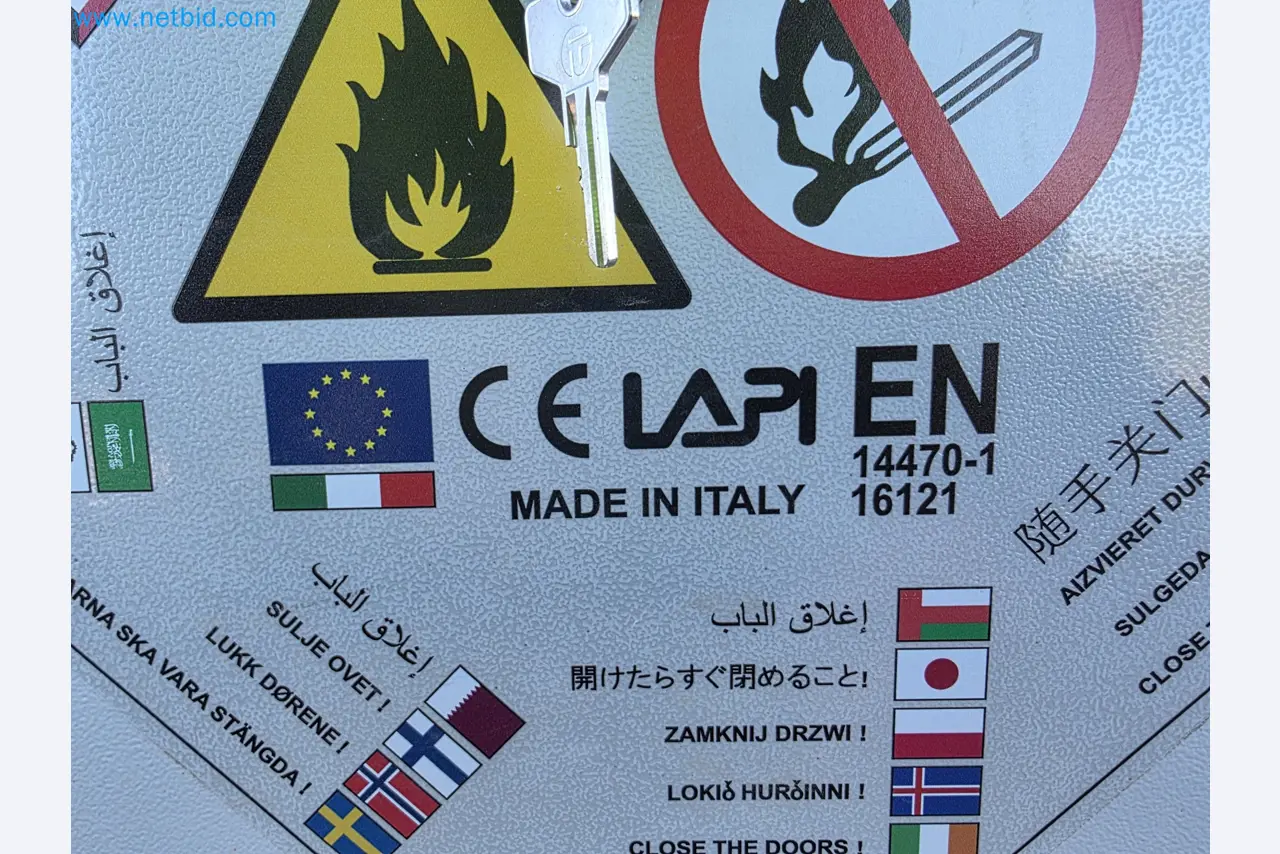 www.netbid.com
إغلاق الباب
CE LAPI EN
14470-1
16121
MADE IN ITALY
随手关门
AIZVIERET DUR
SULGEDA
CLOSE
إغلاق الباب
SULJE OVET !
LUKK DØRENE !
ARNA SKA VARA STÄNGDA !
إغلاق الباب
開けたらすぐ閉めること!
ZAMKNIJ DRZWI !
LOKIð HURðINNI !
CLOSE THE DOORS !